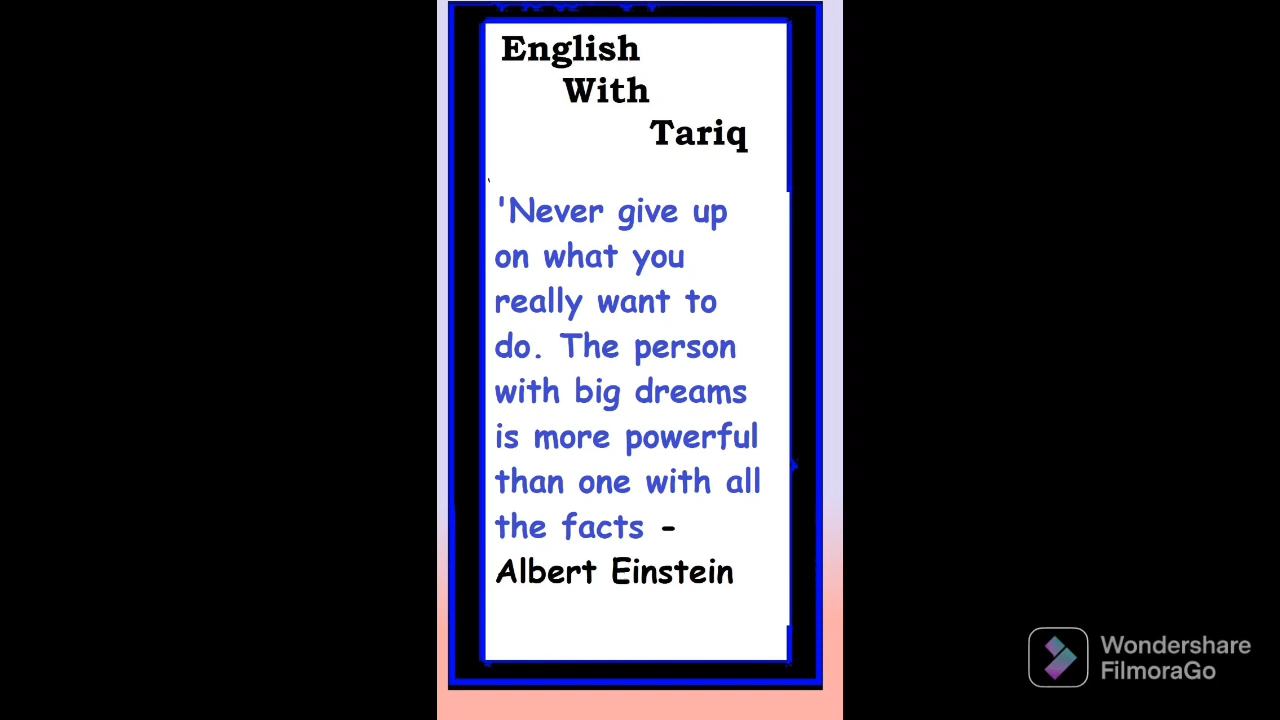 English
With
Tariq
'Never give up
on what you
really want to
do. The person
with big dreams
is more powerful
than one with all
the facts -
Albert Einstein
Wondershare
FilmoraGo